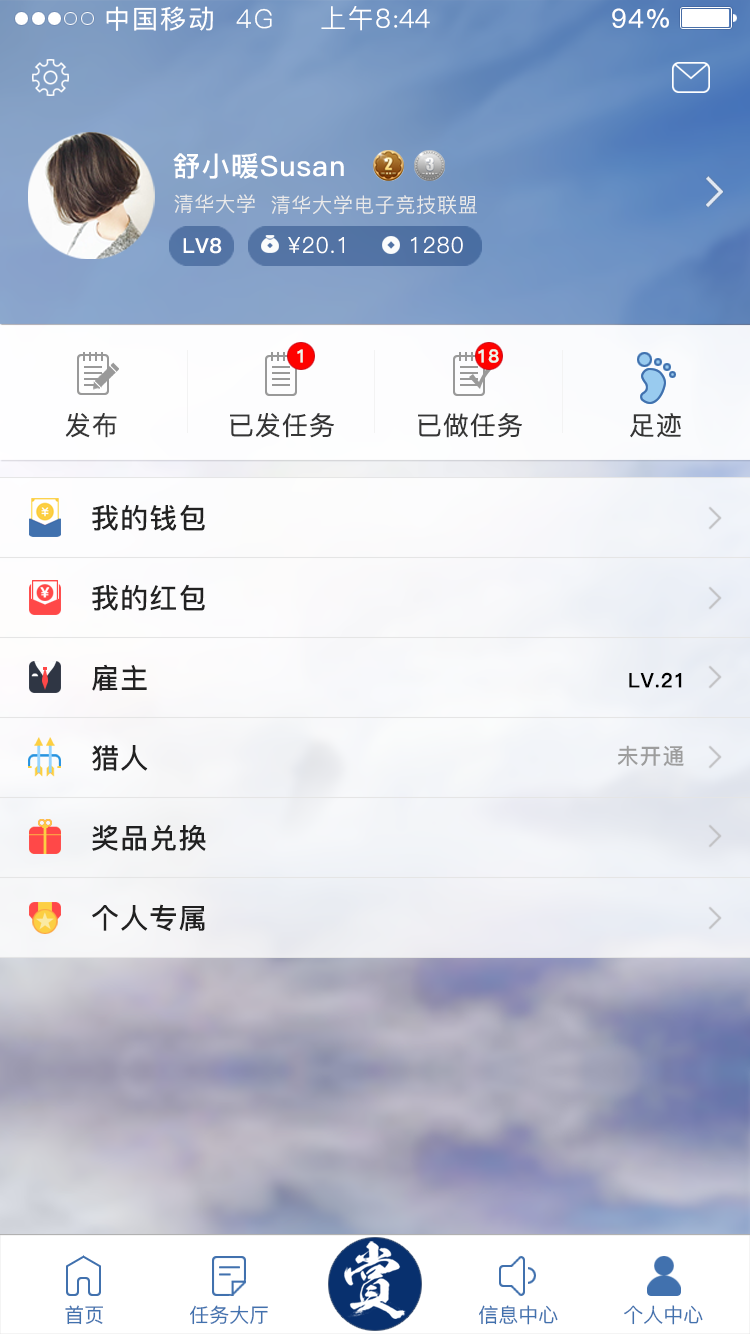 中国移动 4G 上午8:44 94%
舒小暖Susan 2 3
清华大学 清华大学电子竞技联盟
LV8 ¥20.1 1280
1 18
发布 已发任务 已做任务 足迹
¥ 我的钱包
¥ 我的红包
雇主 LV.21
猎人 未开通
奖品兑换
个人专属
赏
首页 任务大厅 信息中心 个人中心